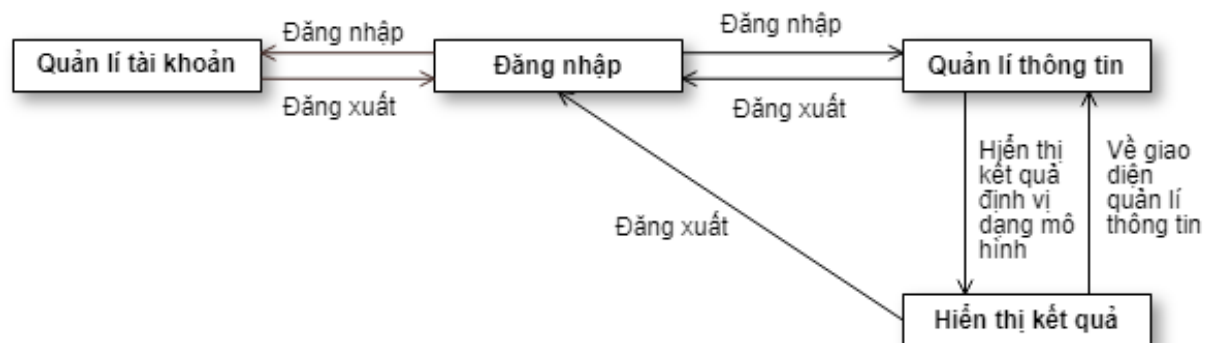 Đăng nhập
Đăng nhập
Quản lí tài khoản
Đăng nhập
Quản lí thông tin
Đăng xuất
Đăng xuất
Hiển thị
kết quả
định vị
dạng mô
hình
Về giao
diện
quản lí
thông tin
Đăng xuất
Hiển thị kết quả